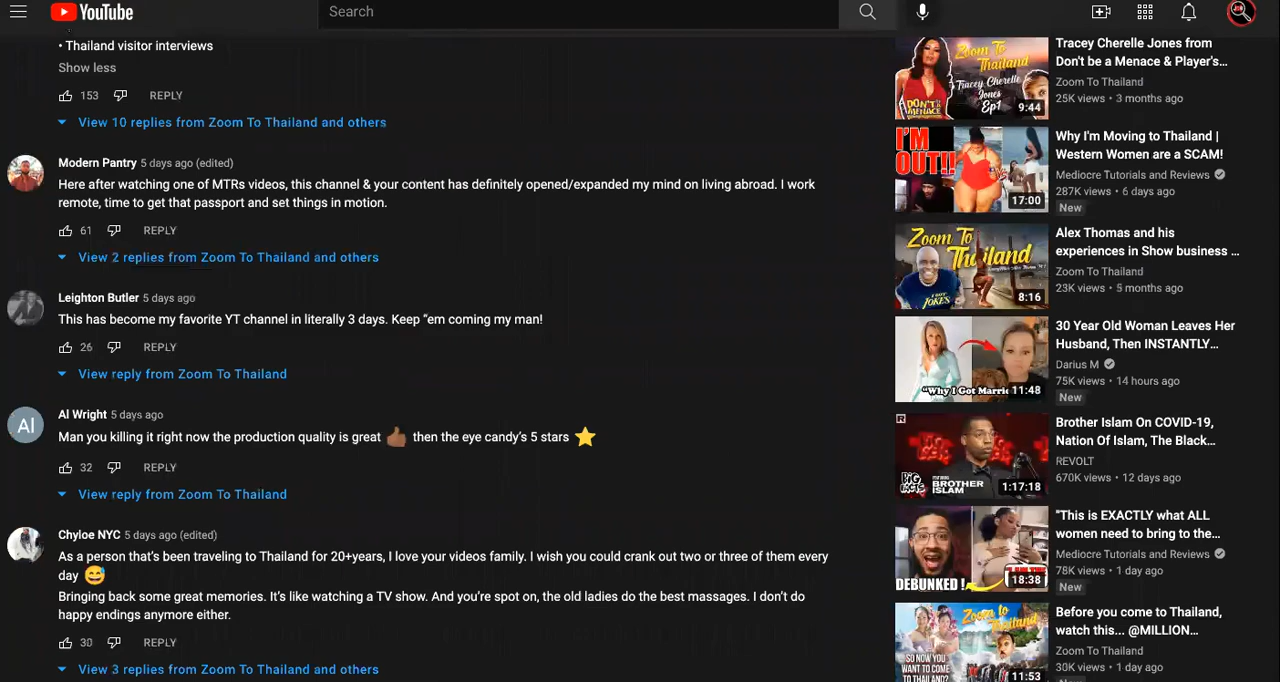 YouTube
Search
• Thailand visitor interviews
Show less
153 REPLY
View 10 replies from Zoom To Thailand and others
Modern Pantry 5 days ago (edited)
Here after watching one of MTRs videos, this channel & your content has definitely opened/expanded my mind on living abroad. I work
remote, time to get that passport and set things in motion.
61 REPLY
View 2 replies from Zoom To Thailand and others
Leighton Butler 5 days ago
This has become my favorite YT channel in literally 3 days. Keep “em coming my man!
26 REPLY
View reply from Zoom To Thailand
Al
Al Wright 5 days ago
Man you killing it right now the production quality is great 👍🏾 then the eye candy’s 5 stars ⭐
32 REPLY
View reply from Zoom To Thailand
Chyloe NYC 5 days ago (edited)
As a person that’s been traveling to Thailand for 20+years, I love your videos family. I wish you could crank out two or three of them every
day 😅
Bringing back some great memories. It’s like watching a TV show. And you’re spot on, the old ladies do the best massages. I don’t do
happy endings anymore either.
30 REPLY
View 3 replies from Zoom To Thailand and others
Zoom To
Thailand
Tracey Cherelle
Jones
Ep1
DON'T
MENACE
9:44
Tracey Cherelle Jones from
Don't be a Menace & Player's...
Zoom To Thailand
25K views • 3 months ago
I'M
OUT!!
17:00
Why I'm Moving to Thailand |
Western Women are a SCAM!
Mediocre Tutorials and Reviews
287K views • 6 days ago
New
Zoom To
Thailand
I GOT
JOKES
8:16
Alex Thomas and his
experiences in Show business ...
Zoom To Thailand
23K views • 5 months ago
"Why I Got Marrie
11:48
30 Year Old Woman Leaves Her
Husband, Then INSTANTLY...
Darius M
75K views • 14 hours ago
New
R
BIG
FACTS
BROTHER
ISLAM
1:17:18
Brother Islam On COVID-19,
Nation Of Islam, The Black...
REVOLT
670K views • 12 days ago
DEBUNKED!
18:38
"This is EXACTLY what ALL
women need to bring to the...
Mediocre Tutorials and Reviews
78K views • 1 day ago
New
Zoom to
Thailand
SO NOW YOU
WANT TO COME
TO THAILAND?
11:53
Before you come to Thailand,
watch this... @MILLION...
Zoom To Thailand
30K views • 1 day ago